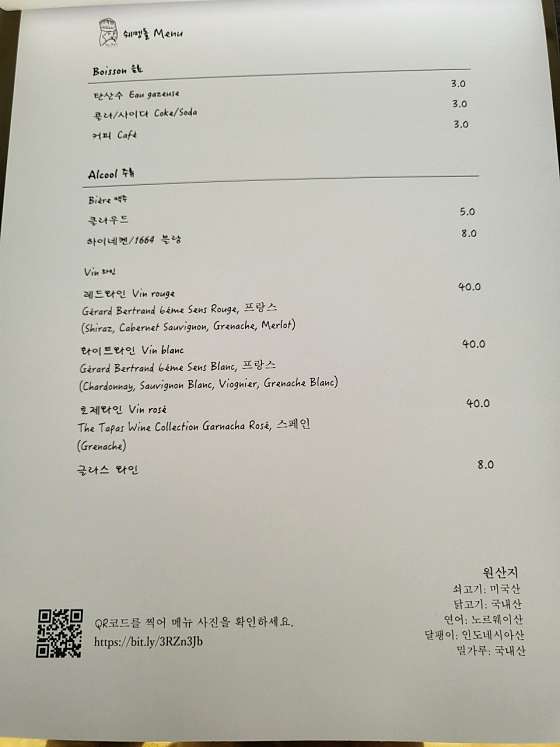 쉐맹돌 Menu
Boisson 음료
탄산수 Eau gazeuse 3.0
콜라/사이다 Coke/Soda 3.0
커피 Café 3.0
Alcool 주류
Bière 맥주
클라우드 5.0
하이네켄/1664 블랑 8.0
Vin 와인
레드와인 Vin rouge 40.0
Gérard Bertrand 6ème Sens Rouge, 프랑스
(Shiraz, Cabernet Sauvignon, Grenache, Merlot)
화이트와인 Vin blanc 40.0
Gérard Bertrand 6ème Sens Blanc, 프랑스
(Chardonnay, Sauvignon Blanc, Viognier, Grenache Blanc)
로제와인 Vin rosé 40.0
The Tapas Wine Collection Garnacha Rosé, 스페인
(Grenache)
글라스 와인 8.0
원산지
쇠고기: 미국산
닭고기: 국내산
연어: 노르웨이산
달팽이: 인도네시아산
밀가루: 국내산
QR코드를 찍어 메뉴 사진을 확인하세요.
https://bit.ly/3RZn3Jb